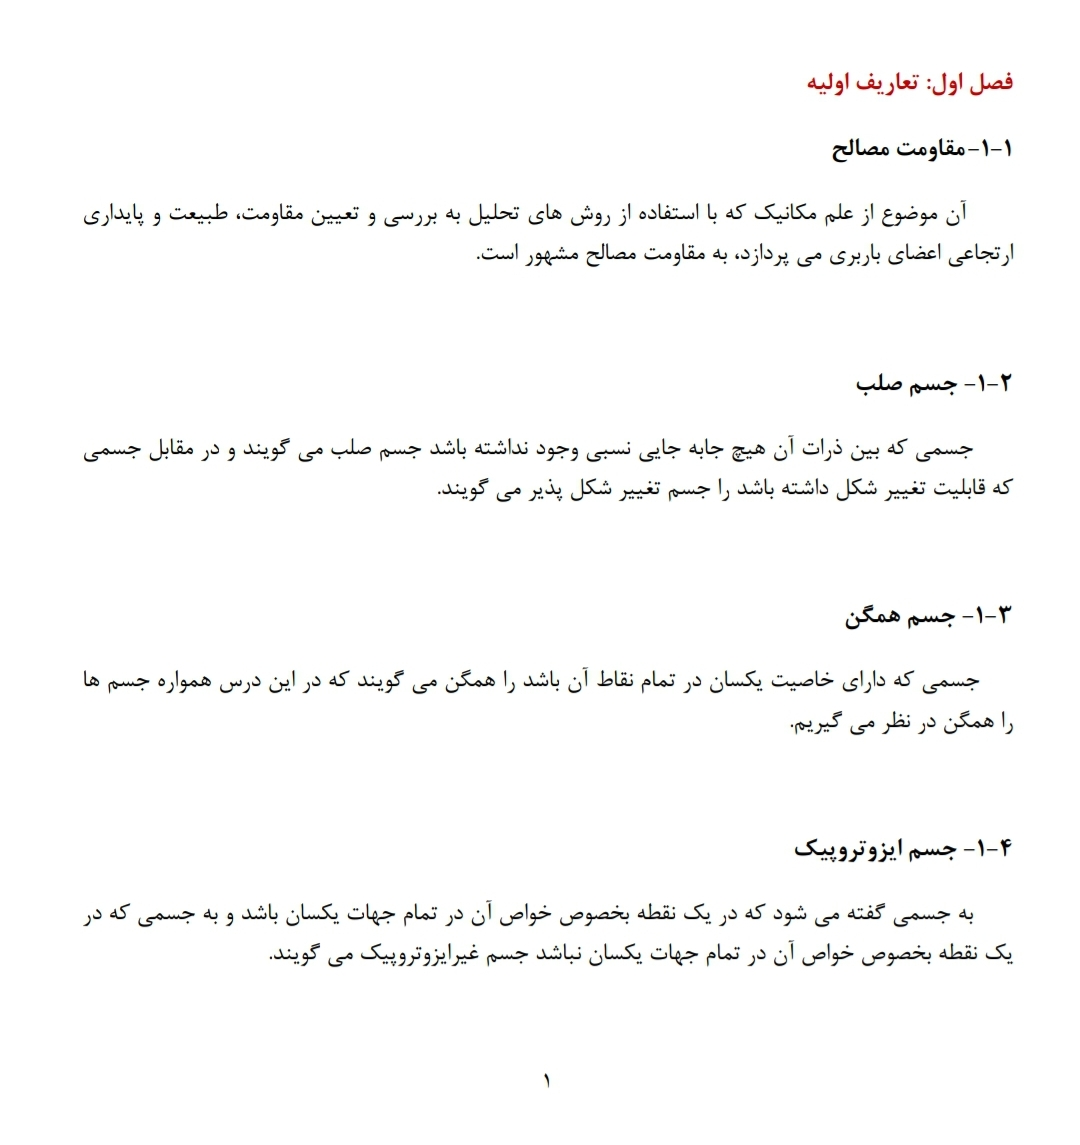 فصل اول: تعاریف اولیه
۱-۱-مقاومت مصالح
آن موضوع از علم مکانیک که با استفاده از روش های تحلیل به بررسی و تعیین مقاومت، طبیعت و پایداری
ارتجاعی اعضای باربری می پردازد، به مقاومت مصالح مشهور است.
۱-۲- جسم صلب
جسمی که بین ذرات آن هیچ جابه جایی نسبی وجود نداشته باشد جسم صلب می گویند و در مقابل جسمی
که قابلیت تغییر شکل داشته باشد را جسم تغییر شکل پذیر می گویند.
۱-۳- جسم همگن
جسمی که دارای خاصیت یکسان در تمام نقاط آن باشد را همگن می گویند که در این درس همواره جسم ها
را همگن در نظر می گیریم.
۱-۴- جسم ایزوتروپیک
به جسمی گفته می شود که در یک نقطه بخصوص خواص آن در تمام جهات یکسان باشد و به جسمی که در
یک نقطه بخصوص خواص آن در تمام جهات یکسان نباشد جسم غیرایزوتروپیک می گویند.
۱